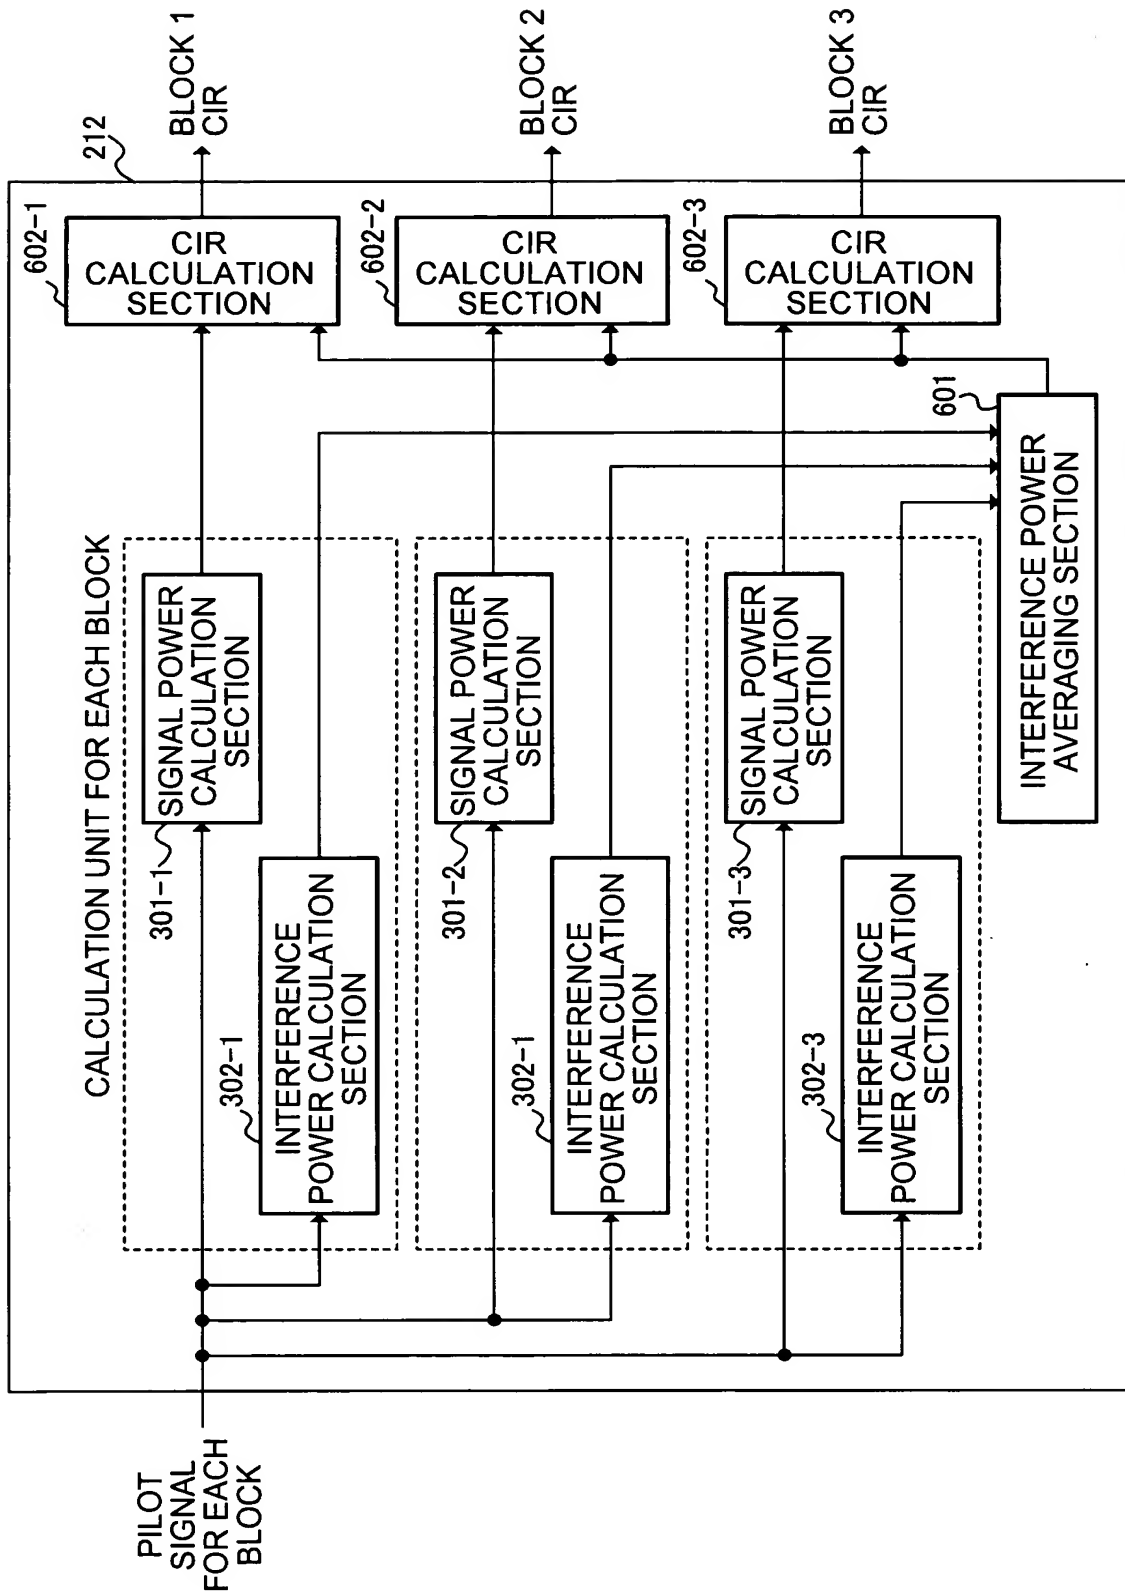 PILOT
SIGNAL
FOR EACH
BLOCK
212
CALCULATION UNIT FOR EACH BLOCK
301-1
SIGNAL POWER
CALCULATION
SECTION
302-1
INTERFERENCE
POWER CALCULATION
SECTION
602-1
CIR
CALCULATION
SECTION
BLOCK 1
CIR
301-2
SIGNAL POWER
CALCULATION
SECTION
302-1
INTERFERENCE
POWER CALCULATION
SECTION
602-2
CIR
CALCULATION
SECTION
BLOCK 2
CIR
301-3
SIGNAL POWER
CALCULATION
SECTION
302-3
INTERFERENCE
POWER CALCULATION
SECTION
602-3
CIR
CALCULATION
SECTION
BLOCK 3
CIR
601
INTERFERENCE POWER
AVERAGING SECTION